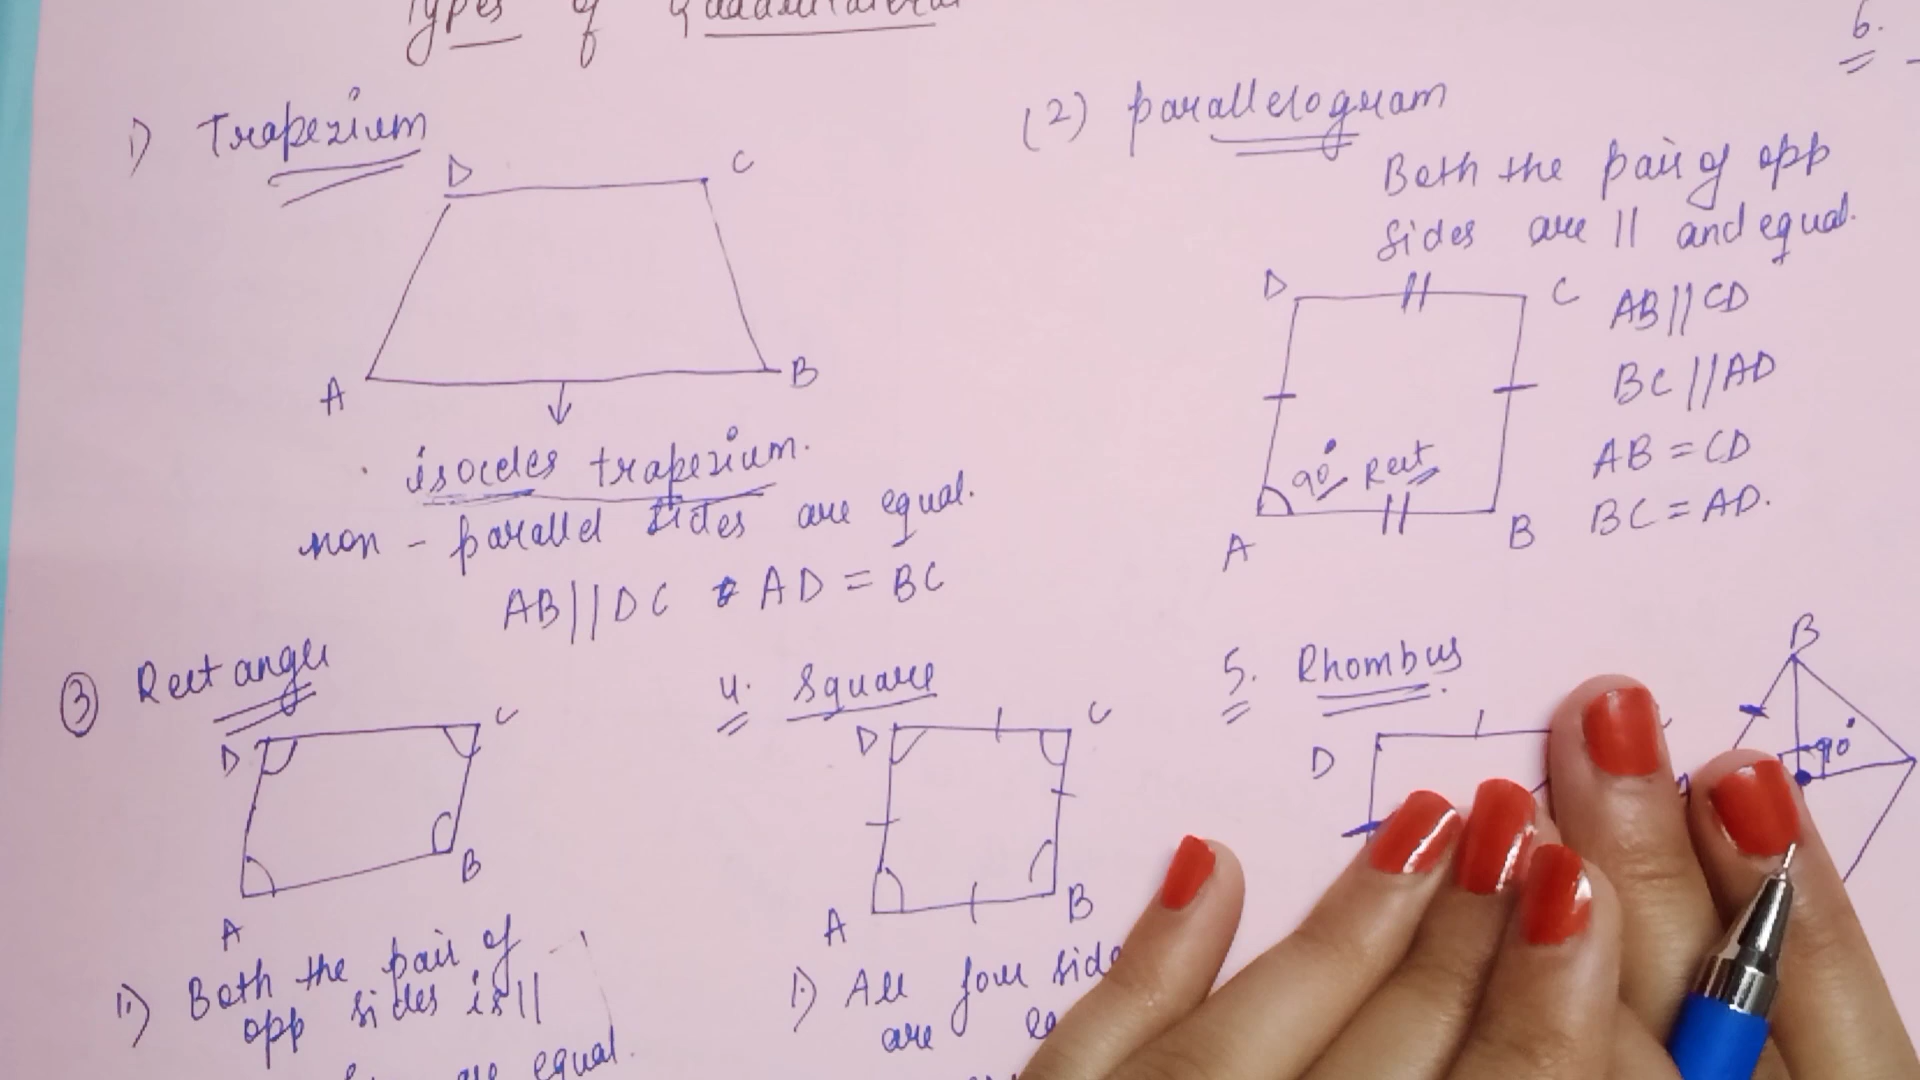 Types of Quadrilateral
1) Trapezium
D C
A B
isoceles trapezium.
non - parallel sides are equal.
AB||DC & AD = BC
(2) parallelogram
Both the pair of opp
sides are || and equal.
D C
AB||CD
BC||AD
AB = CD
BC = AD.
90° Rect
A B
6.
③ Rectangle
D C
A B
11) Both the pair of
opp sides is ||
are equal.
4. Square
D C
A B
1.) All four side
are
5. Rhombus
D
B
90°